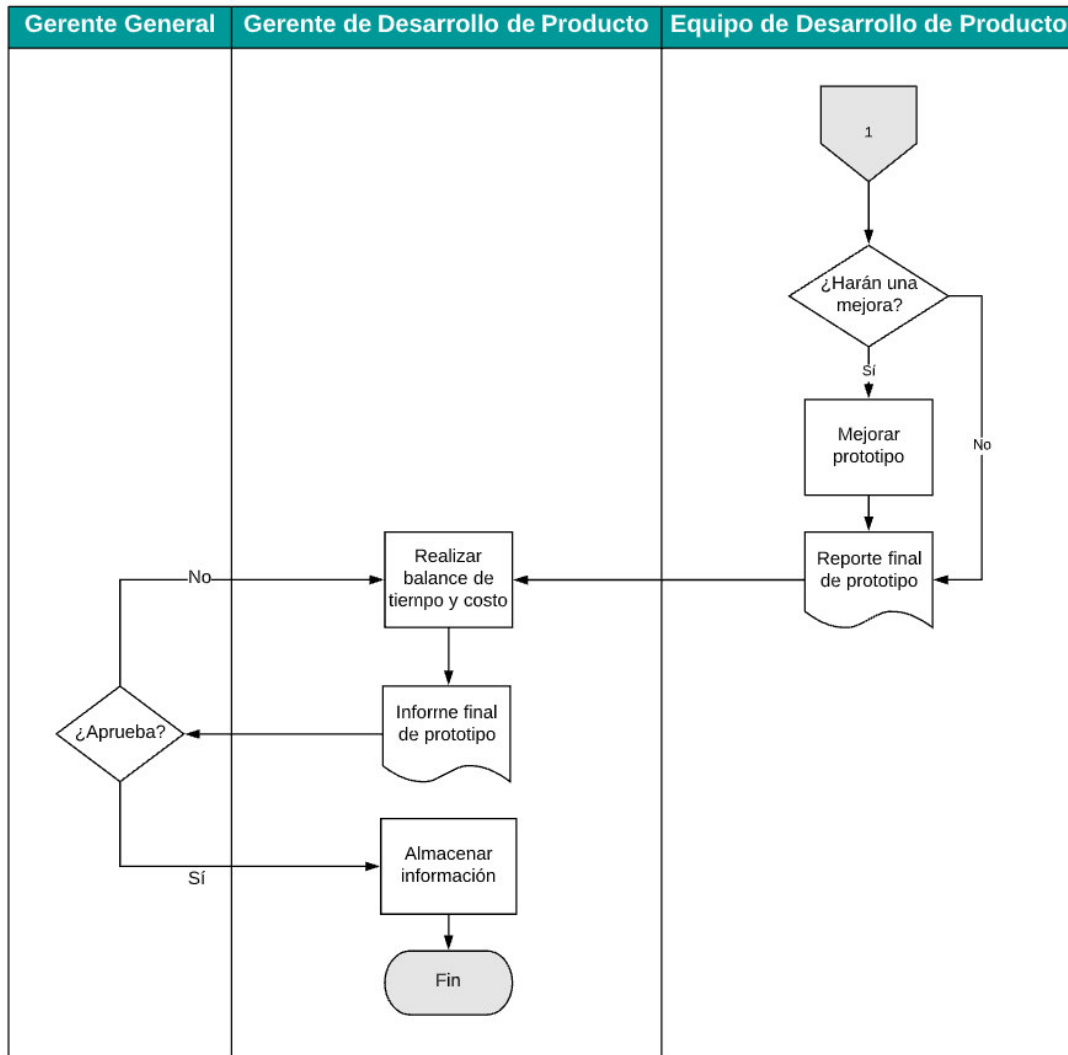 Gerente General
Gerente de Desarrollo de Producto
Equipo de Desarrollo de Producto
1
¿Harán una
mejora?
Sí
No
Mejorar
prototipo
Reporte final
de prototipo
Realizar
balance de
tiempo y costo
No
Informe final
de prototipo
¿Aprueba?
Sí
Almacenar
información
Fin